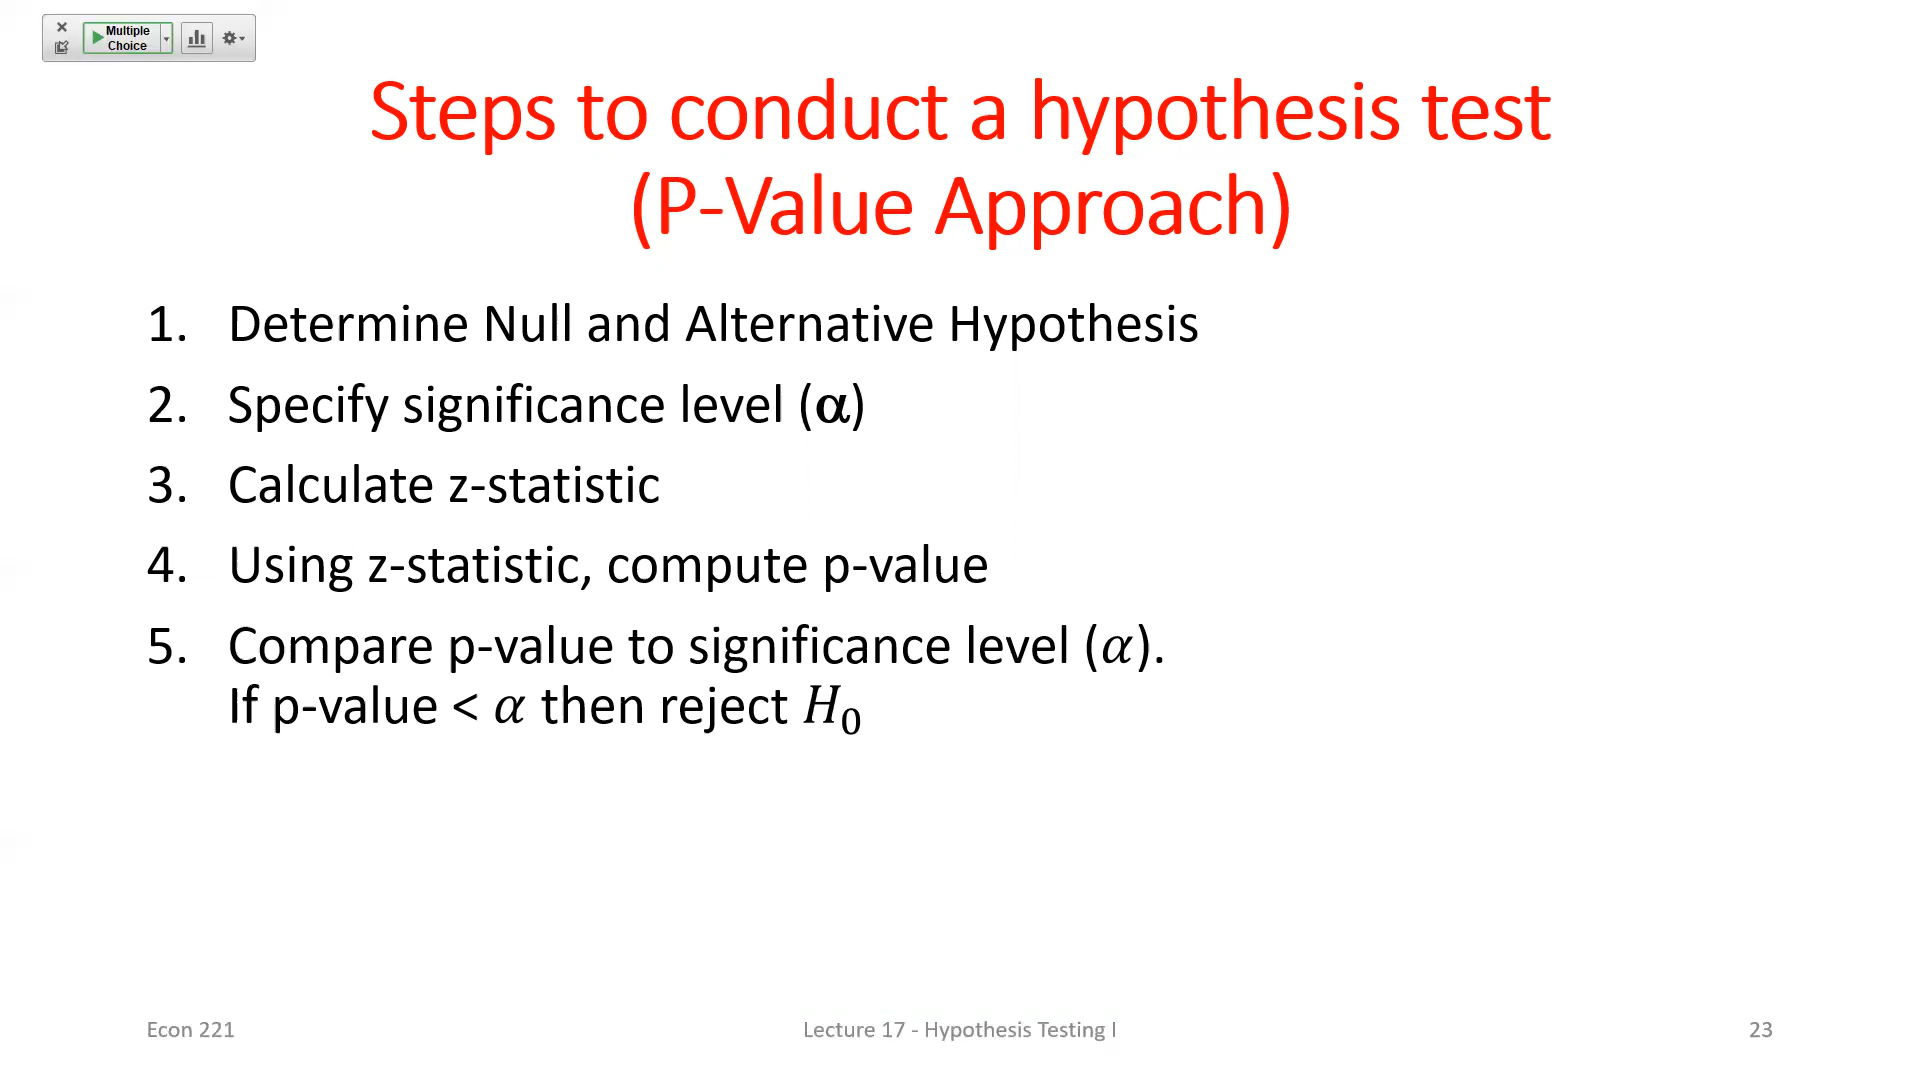 Multiple
Choice
Steps to conduct a hypothesis test
(P-Value Approach)
1. Determine Null and Alternative Hypothesis
2. Specify significance level (α)
3. Calculate z-statistic
4. Using z-statistic, compute p-value
5. Compare p-value to significance level (α).
If p-value < α then reject H₀
Econ 221
Lecture 17 - Hypothesis Testing I
23